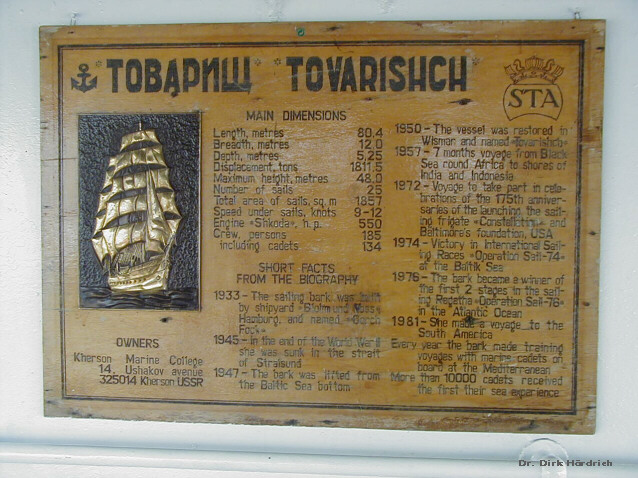 *ТОВАРИЩ* *TOVARISHCH*
STA
MAIN DIMENSIONS
Length, metres 80,4
Breadth, metres 12,0
Depth, metres 5,25
Displacement, tons 1811.5
Maximum height, metres 48,0
Number of sails 25
Total area of sails, sq. m 1857
Speed under sails, knots 9-12
Engine «Shkoda», h. p. 550
Crew, persons 185
including cadets 134
SHORT FACTS
FROM THE BIOGRAPHY
1933 – The sailing bark was built
by shipyard «Blohm und Foss»
Hamburg, and named «Gorch
Fock»
1945 – In the end of the World War II
she was sunk in the strait
of Stralsund
1947 – The bark was lifted from
the Baltic Sea bottom
1950 – The vessel was restored in
Wismar and named «Tovarishch»
1957 – 7 months voyage from Black
Sea round Africa to shores of
India and Indonesia
1972 – Voyage to take part in cele-
brations of the 175th anniver-
saries of the launching the sail-
ing frigate «Constellation» and
Baltimore's foundation, USA
1974 – Victory in International Sail-
ing Races «Operation Sail-74»
at the Baltik Sea
1976 – The bark became a winner of
the first 2 stages in the sail-
ing Regatha «Operation Sail-76»
in the Atlantic Ocean
1981 – She made a voyage to the
South America
Every year the bark made training
voyages with marine cadets on
board at the Mediterranean
More than 10000 cadets received
the first their sea experience
OWNERS
Kherson Marine College
14, Ushakov avenue
325014 Kherson USSR
Dr. Dirk Härdrich